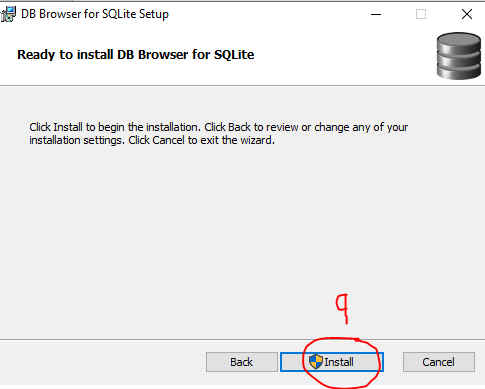 DB Browser for SQLite Setup
Ready to install DB Browser for SQLite
Click Install to begin the installation. Click Back to review or change any of your
installation settings. Click Cancel to exit the wizard.
9
Back Install Cancel